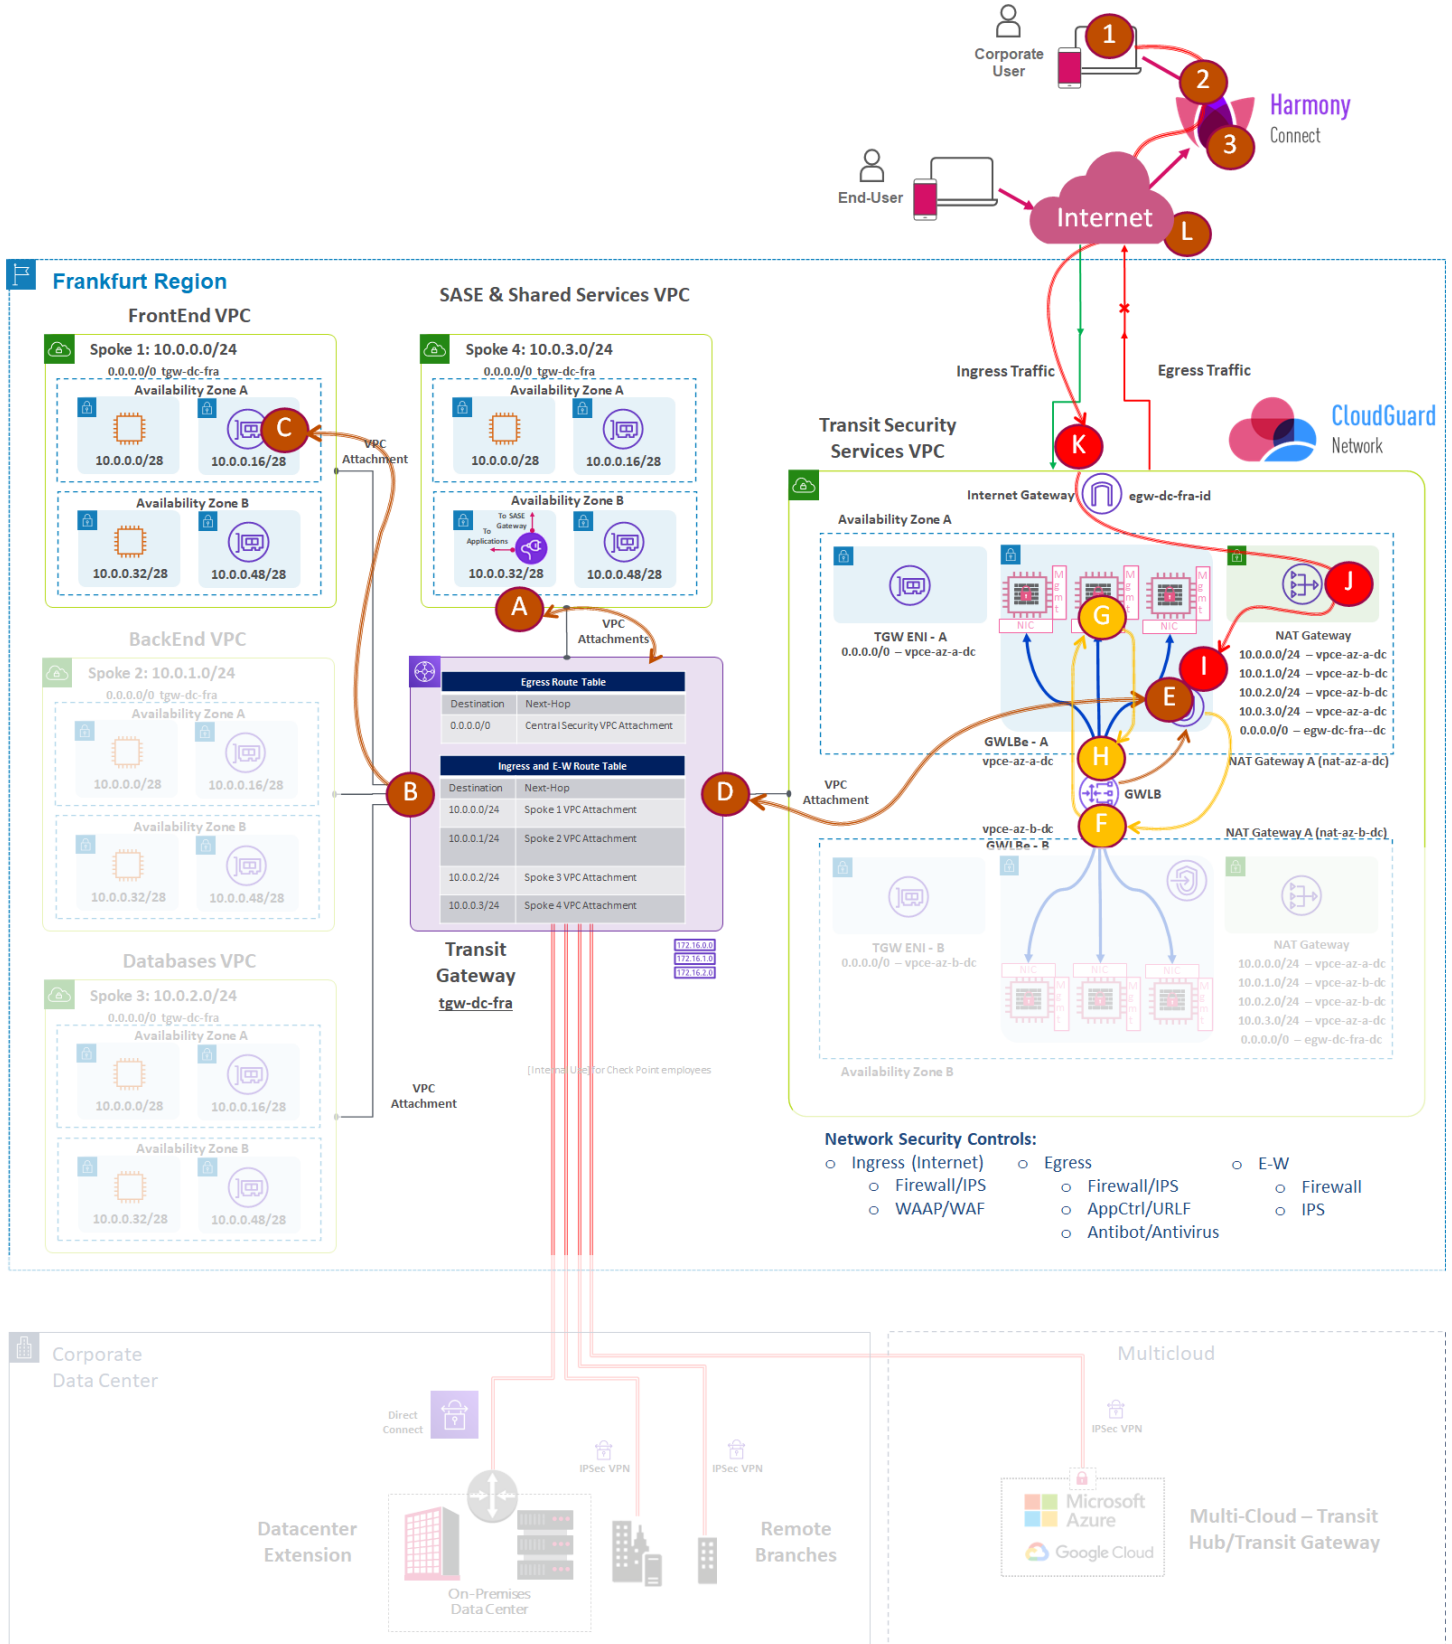 1
Corporate
User
2
Harmony
Connect
3
End-User
Internet
L
Frankfurt Region
SASE & Shared Services VPC
FrontEnd VPC
Spoke 1: 10.0.0.0/24
0.0.0.0/0 tgw-dc-fra
Availability Zone A
10.0.0.0/28
10.0.0.16/28
C
Availability Zone B
10.0.0.32/28
10.0.0.48/28
VPC
Attachment
Spoke 4: 10.0.3.0/24
0.0.0.0/0 tgw-dc-fra
Availability Zone A
10.0.0.0/28
10.0.0.16/28
Availability Zone B
To SASE
Gateway
To
Applications
10.0.0.32/28
10.0.0.48/28
A
VPC
Attachments
Ingress Traffic
Egress Traffic
Transit Security
Services VPC
K
CloudGuard
Network
Internet Gateway
egw-dc-fra-id
Availability Zone A
TGW ENI - A
0.0.0.0/0 – vpce-az-a-dc
Mgmt
Mgmt
Mgmt
NIC
NIC
G
J
I
E
NAT Gateway
10.0.0.0/24 – vpce-az-a-dc
10.0.1.0/24 – vpce-az-b-dc
10.0.2.0/24 – vpce-az-b-dc
10.0.3.0/24 – vpce-az-a-dc
0.0.0.0/0 – egw-dc-fra--dc
GWLBe - A
vpce-az-a-dc
H
NAT Gateway A (nat-az-a-dc)
GWLB
F
VPC
Attachment
vpce-az-b-dc
GWLBe - B
NAT Gateway A (nat-az-b-dc)
TGW ENI - B
0.0.0.0/0 – vpce-az-b-dc
NIC
NIC
NIC
Mgmt
Mgmt
Mgmt
NAT Gateway
10.0.0.0/24 – vpce-az-a-dc
10.0.1.0/24 – vpce-az-b-dc
10.0.2.0/24 – vpce-az-b-dc
10.0.3.0/24 – vpce-az-a-dc
0.0.0.0/0 – egw-dc-fra-dc
Availability Zone B
BackEnd VPC
Spoke 2: 10.0.1.0/24
0.0.0.0/0 tgw-dc-fra
Availability Zone A
10.0.0.0/28
10.0.0.16/28
Availability Zone B
10.0.0.32/28
10.0.0.48/28
B
D
Egress Route Table
Destination Next-Hop
0.0.0.0/0 Central Security VPC Attachment
Ingress and E-W Route Table
Destination Next-Hop
10.0.0.0/24 Spoke 1 VPC Attachment
10.0.0.1/24 Spoke 2 VPC Attachment
10.0.0.2/24 Spoke 3 VPC Attachment
10.0.0.3/24 Spoke 4 VPC Attachment
Transit
Gateway
tgw-dc-fra
172.16.0.0
172.16.1.0
172.16.2.0
Databases VPC
Spoke 3: 10.0.2.0/24
0.0.0.0/0 tgw-dc-fra
Availability Zone A
10.0.0.0/28
10.0.0.16/28
Availability Zone B
10.0.0.32/28
10.0.0.48/28
VPC
Attachment
[Internal Use] for Check Point employees
Network Security Controls:
Ingress (Internet)
Firewall/IPS
WAAP/WAF
Egress
Firewall/IPS
AppCtrl/URLF
Antibot/Antivirus
E-W
Firewall
IPS
Corporate
Data Center
Direct
Connect
IPSec VPN
IPSec VPN
Datacenter
Extension
On-Premises
Data Center
Remote
Branches
Multicloud
IPSec VPN
Microsoft
Azure
Google Cloud
Multi-Cloud – Transit
Hub/Transit Gateway